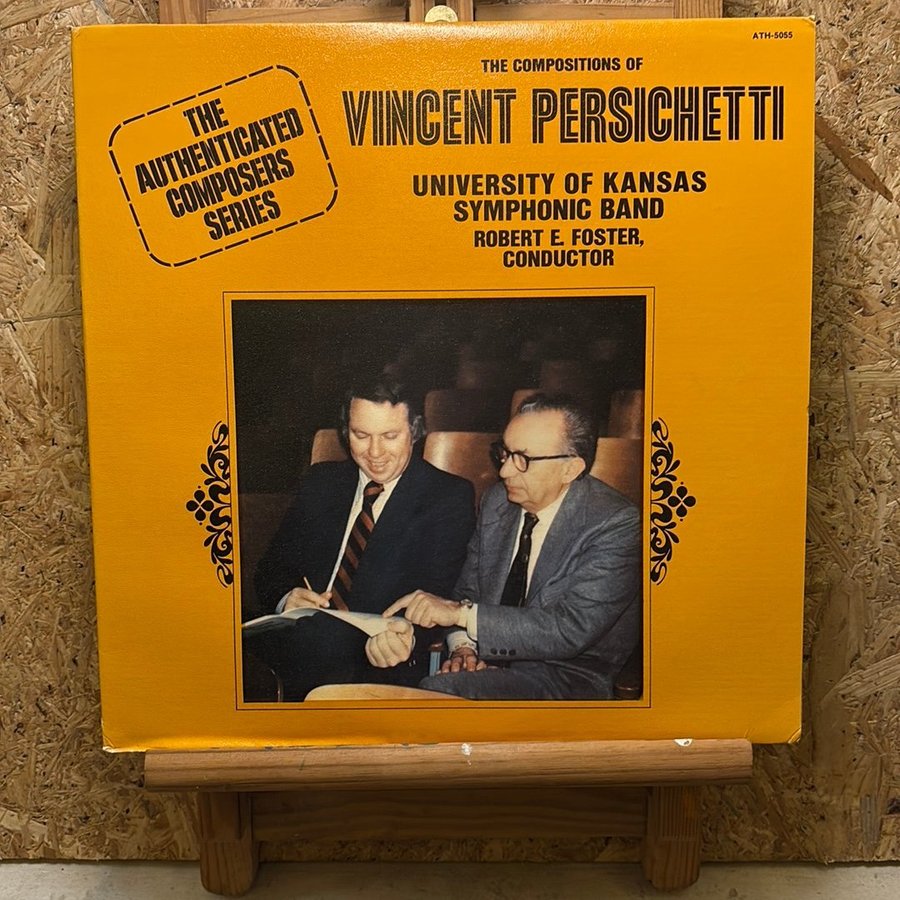 ATH-5055
THE
AUTHENTICATED
COMPOSERS
SERIES
THE COMPOSITIONS OF
VINCENT PERSICHETTI
UNIVERSITY OF KANSAS
SYMPHONIC BAND
ROBERT E. FOSTER,
CONDUCTOR